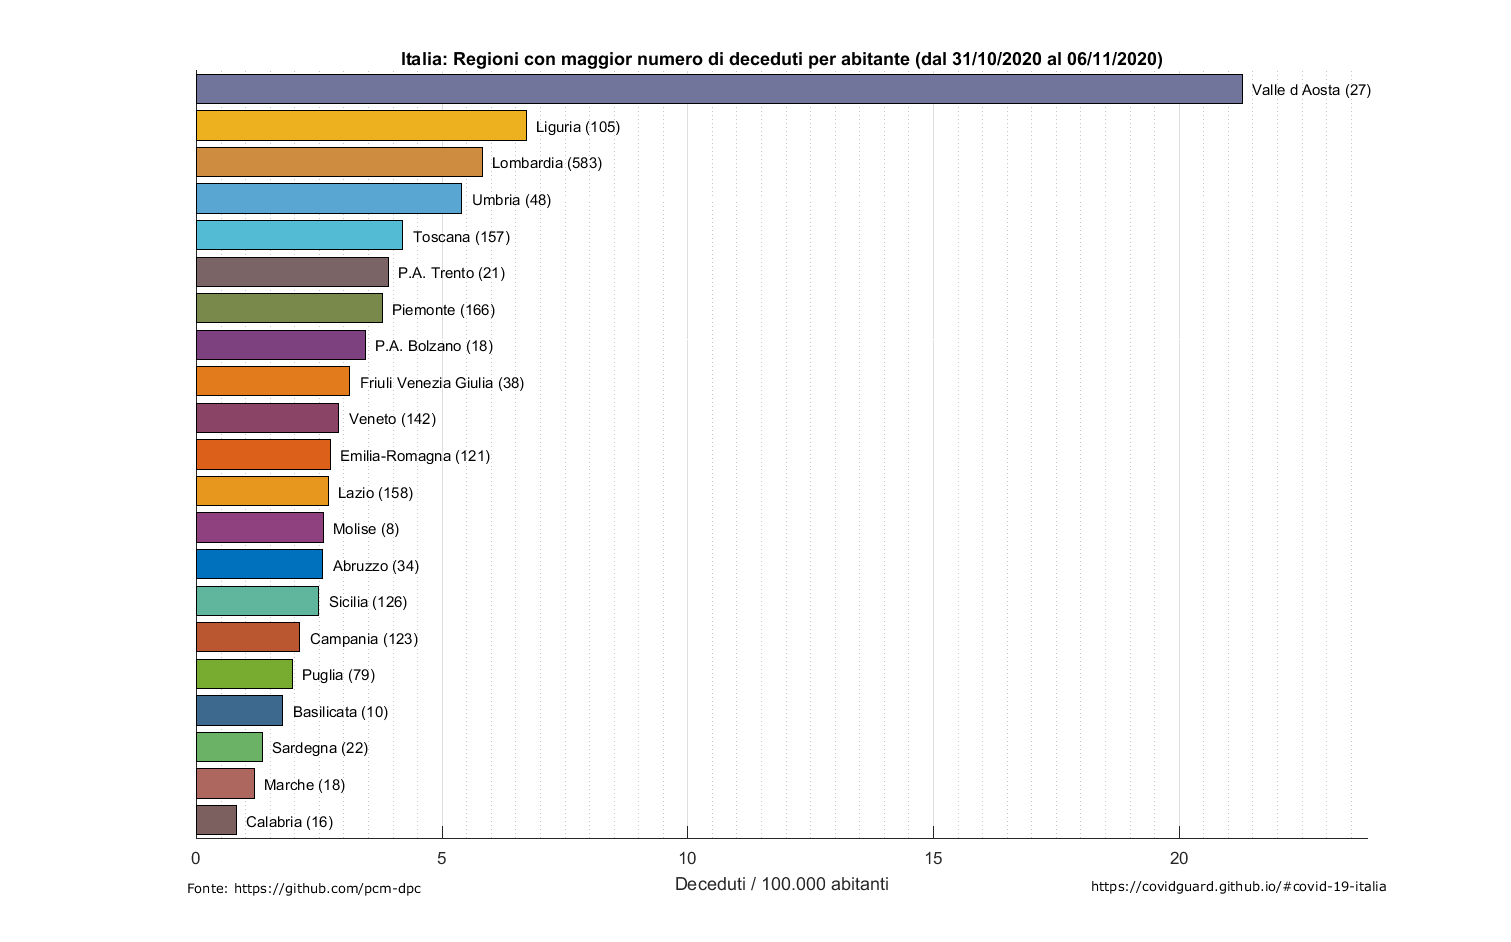 Italia: Regioni con maggior numero di deceduti per abitante (dal 31/10/2020 al 06/11/2020)
Valle d Aosta (27)
Liguria (105)
Lombardia (583)
Umbria (48)
Toscana (157)
P.A. Trento (21)
Piemonte (166)
P.A. Bolzano (18)
Friuli Venezia Giulia (38)
Veneto (142)
Emilia-Romagna (121)
Lazio (158)
Molise (8)
Abruzzo (34)
Sicilia (126)
Campania (123)
Puglia (79)
Basilicata (10)
Sardegna (22)
Marche (18)
Calabria (16)
0 5 10 15 20
Deceduti / 100.000 abitanti
Fonte: https://github.com/pcm-dpc
https://covidguard.github.io/#covid-19-italia